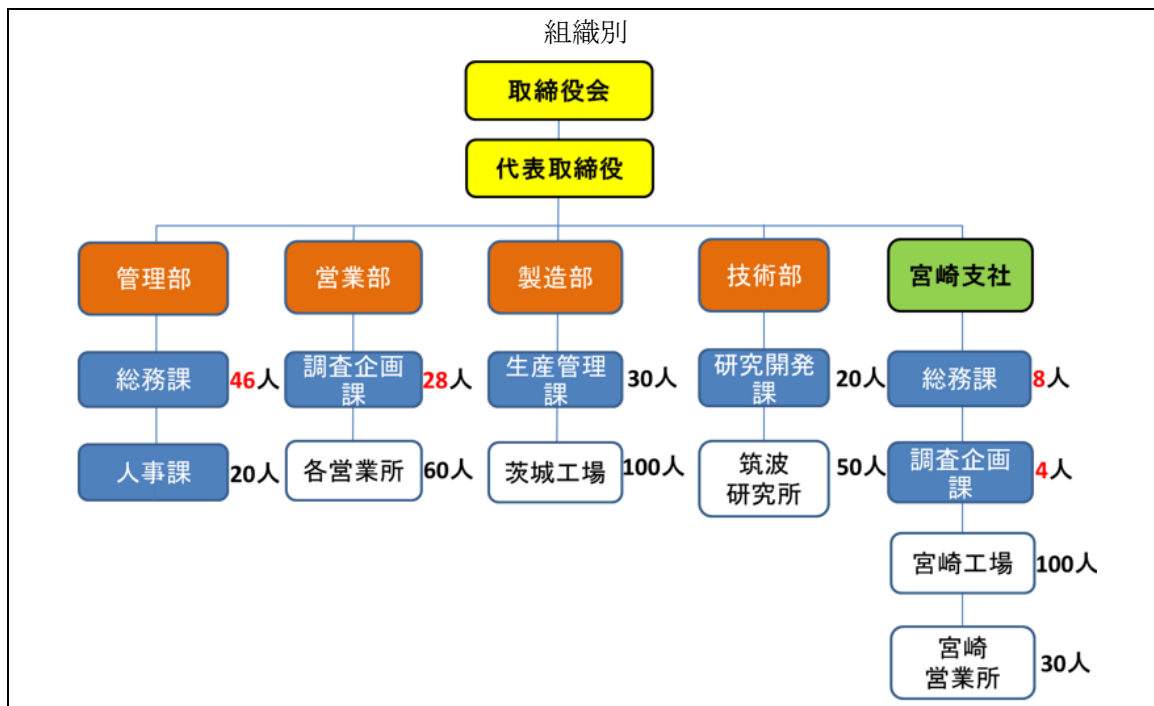 組織別
取締役会
代表取締役
管理部
営業部
製造部
技術部
宮崎支社
総務課
46人
調査企画
課
28人
生産管理
課
30人
研究開発
課
20人
総務課
8人
人事課
20人
各営業所
60人
茨城工場
100人
筑波
研究所
50人
調査企画
課
4人
宮崎工場
100人
宮崎
営業所
30人